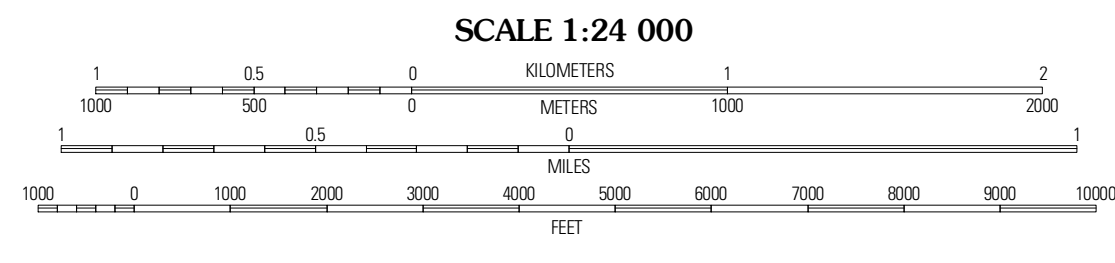 SCALE 1:24 000
1 0.5 0 KILOMETERS 1 2
1000 500 0 METERS 1000 2000
1 0.5 0 1
MILES
1000 0 1000 2000 3000 4000 5000 6000 7000 8000 9000 10000
FEET